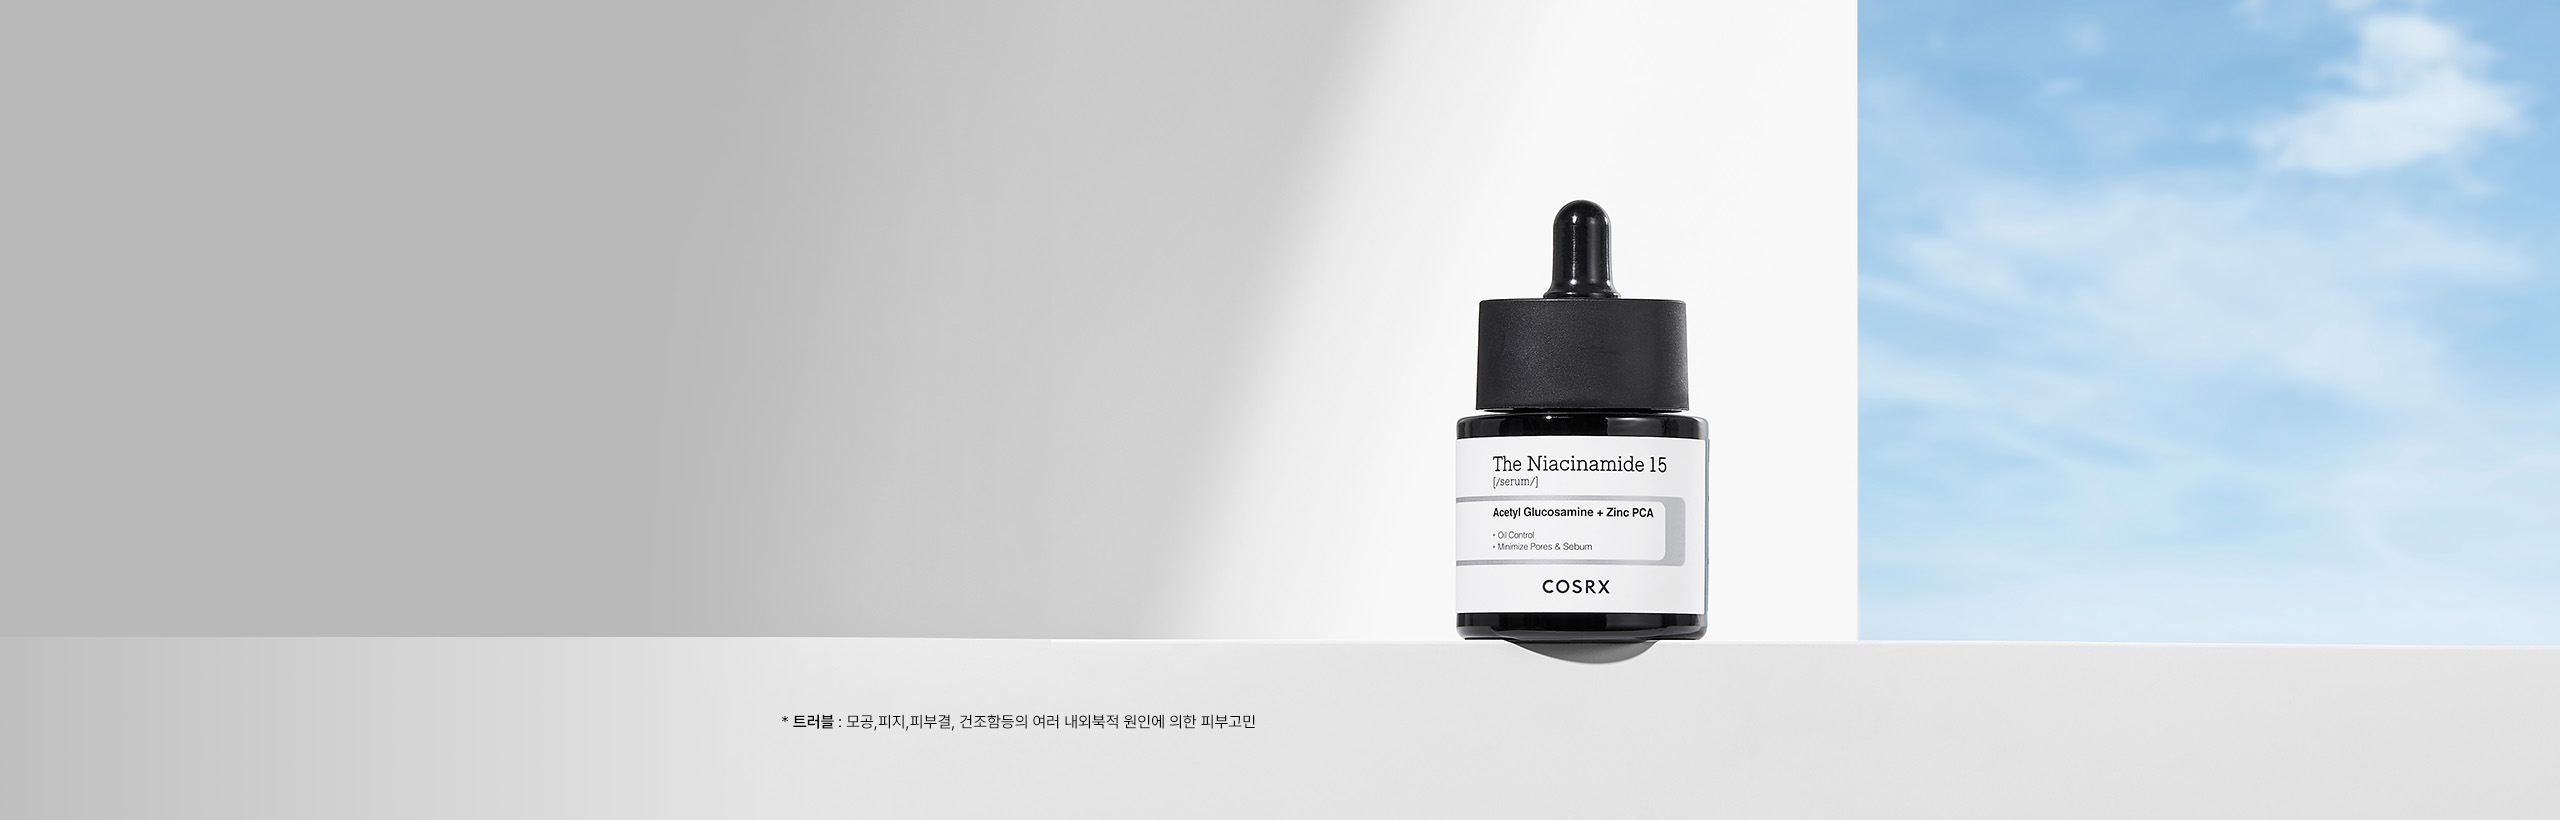 The Niacinamide 15
[/serum/]
Acetyl Glucosamine + Zinc PCA
• Oil Control
• Minimize Pores & Sebum
COSRX
* 트러블 : 모공,피지,피부결, 건조함등의 여러 내외북적 원인에 의한 피부고민